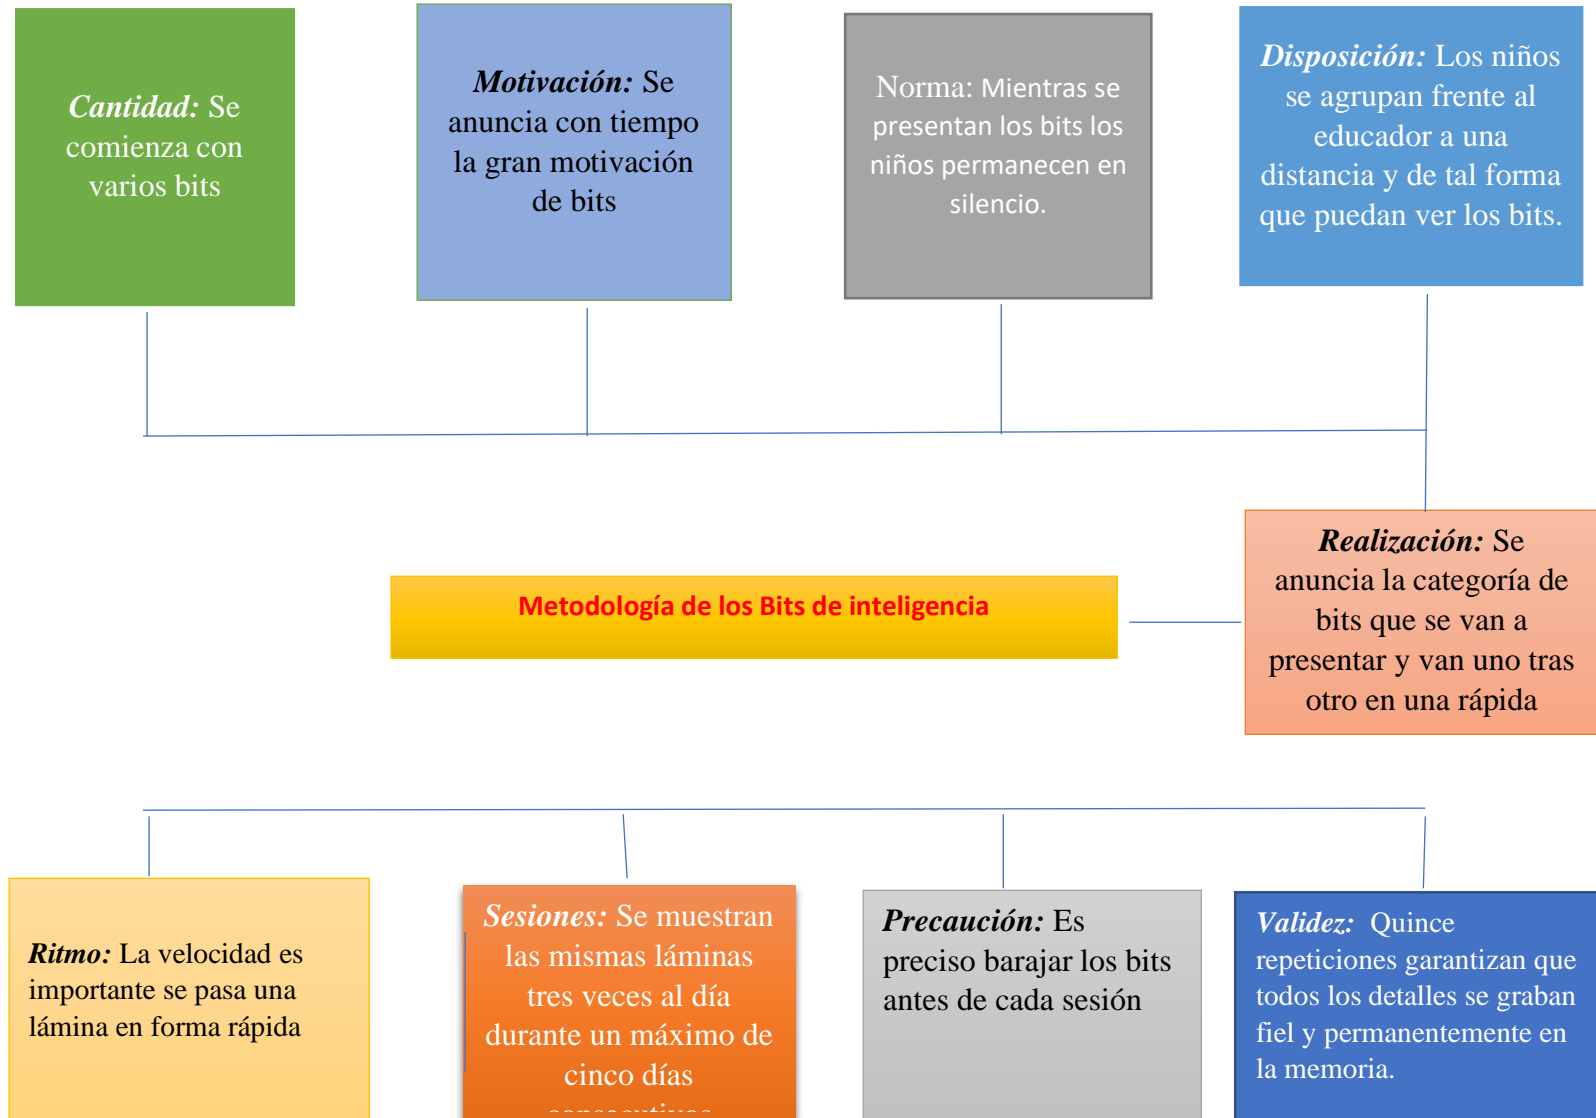 Cantidad: Se
comienza con
varios bits
Motivación: Se
anuncia con tiempo
la gran motivación
de bits
Norma: Mientras se
presentan los bits los
niños permanecen en
silencio.
Disposición: Los niños
se agrupan frente al
educador a una
distancia y de tal forma
que puedan ver los bits.
Metodología de los Bits de inteligencia
Realización: Se
anuncia la categoría de
bits que se van a
presentar y van uno tras
otro en una rápida
Ritmo: La velocidad es
importante se pasa una
lámina en forma rápida
Sesiones: Se muestran
las mismas láminas
tres veces al día
durante un máximo de
cinco días
Precaución: Es
preciso barajar los bits
antes de cada sesión
Validez: Quince
repeticiones garantizan que
todos los detalles se graban
fiel y permanentemente en
la memoria.